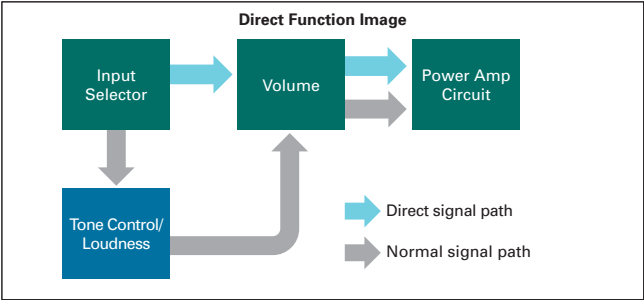 Direct Function Image
Input
Selector
Volume
Power Amp
Circuit
Tone Control/
Loudness
Direct signal path
Normal signal path